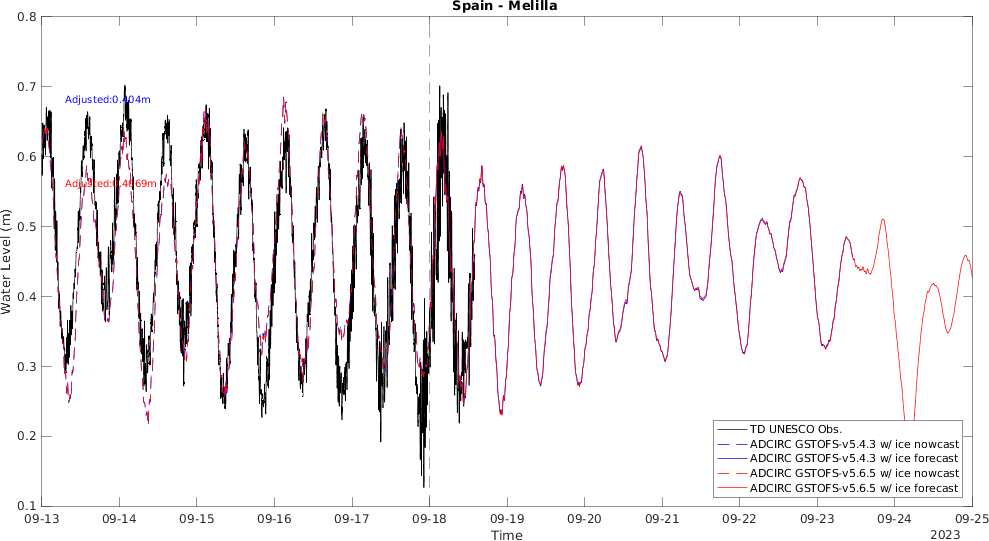 Spain - Melilla
0.8
0.7
0.6
0.5
0.4
0.3
0.2
0.1
Water Level (m)
Adjusted:0.404m
Adjusted:0.4069m
TD UNESCO Obs.
ADCIRC GSTOFS-v5.4.3 w/ ice nowcast
ADCIRC GSTOFS-v5.4.3 w/ ice forecast
ADCIRC GSTOFS-v5.6.5 w/ ice nowcast
ADCIRC GSTOFS-v5.6.5 w/ ice forecast
09-13 09-14 09-15 09-16 09-17 09-18 09-19 09-20 09-21 09-22 09-23 09-24 09-25
Time
2023